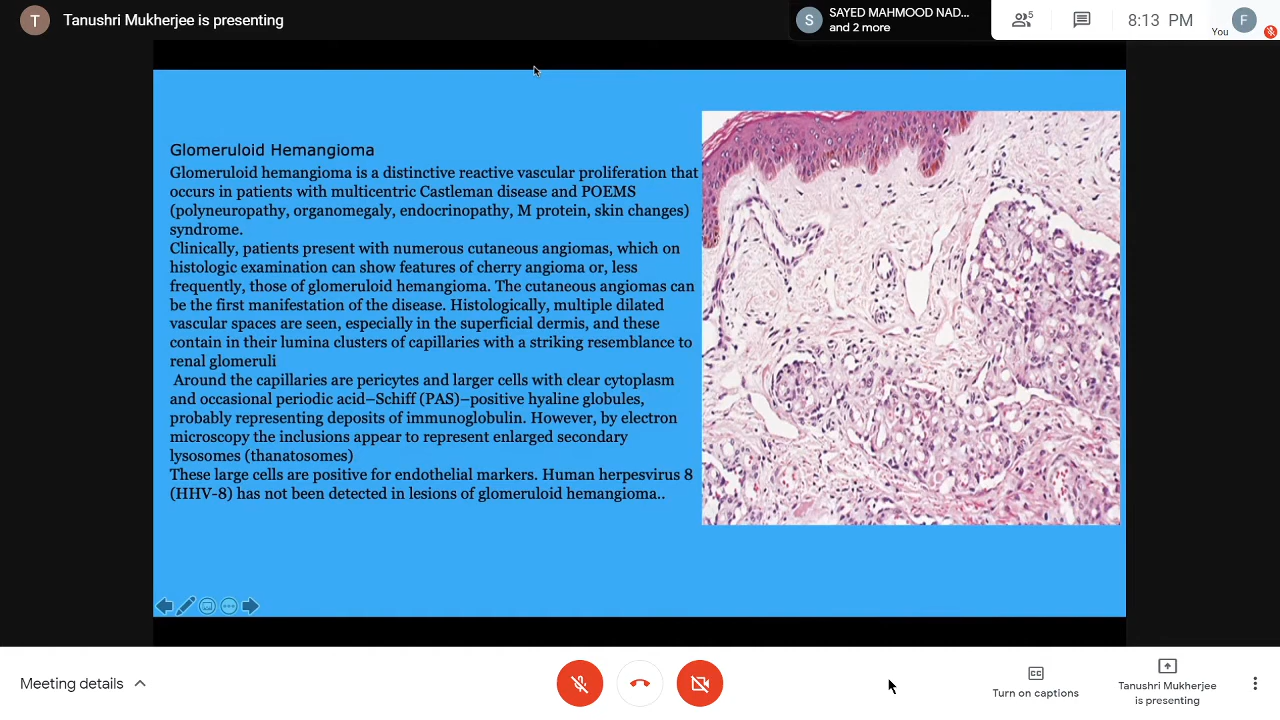 T
Tanushri Mukherjee is presenting
S
SAYED MAHMOOD NAD...
and 2 more
5
8:13 PM
You
F
Glomeruloid Hemangioma
Glomeruloid hemangioma is a distinctive reactive vascular proliferation that
occurs in patients with multicentric Castleman disease and POEMS
(polyneuropathy, organomegaly, endocrinopathy, M protein, skin changes)
syndrome.
Clinically, patients present with numerous cutaneous angiomas, which on
histologic examination can show features of cherry angioma or, less
frequently, those of glomeruloid hemangioma. The cutaneous angiomas can
be the first manifestation of the disease. Histologically, multiple dilated
vascular spaces are seen, especially in the superficial dermis, and these
contain in their lumina clusters of capillaries with a striking resemblance to
renal glomeruli
Around the capillaries are pericytes and larger cells with clear cytoplasm
and occasional periodic acid–Schiff (PAS)–positive hyaline globules,
probably representing deposits of immunoglobulin. However, by electron
microscopy the inclusions appear to represent enlarged secondary
lysosomes (thanatosomes)
These large cells are positive for endothelial markers. Human herpesvirus 8
(HHV-8) has not been detected in lesions of glomeruloid hemangioma..
Meeting details
CC
Turn on captions
Tanushri Mukherjee
is presenting